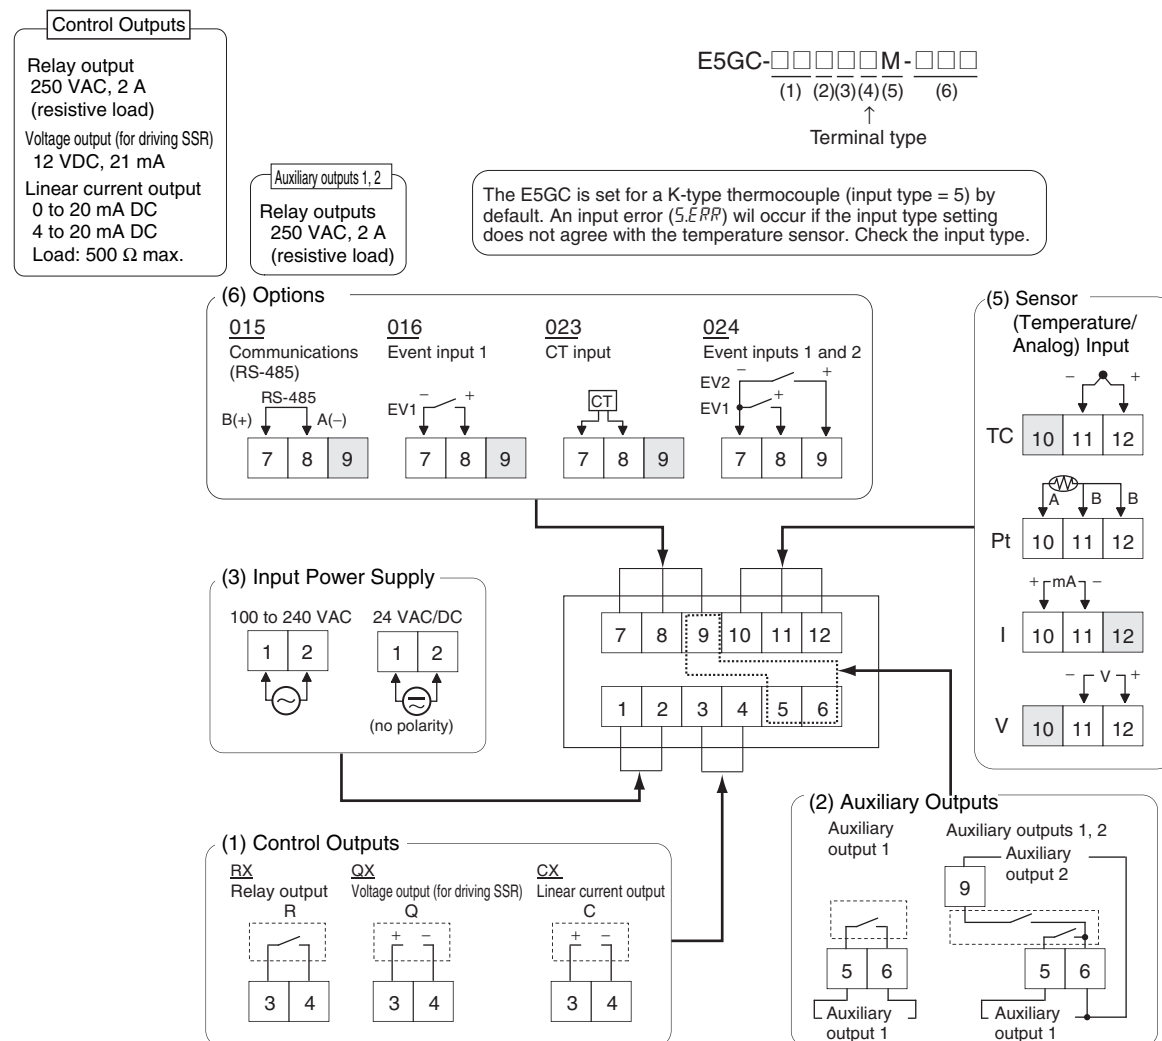 Control Outputs
Relay output
250 VAC, 2 A
(resistive load)
Voltage output (for driving SSR)
12 VDC, 21 mA
Linear current output
0 to 20 mA DC
4 to 20 mA DC
Load: 500 Ω max.
Auxiliary outputs 1, 2
Relay outputs
250 VAC, 2 A
(resistive load)
E5GC-□□□□□M-□□□
(1) (2)(3)(4)(5) (6)
↑
Terminal type
The E5GC is set for a K-type thermocouple (input type = 5) by
default. An input error (S.ERR) wil occur if the input type setting
does not agree with the temperature sensor. Check the input type.
(6) Options
015
Communications
(RS-485)
RS-485
B(+) A(−)
7 8 9
016
Event input 1
EV1 − +
7 8 9
023
CT input
CT
7 8 9
024
Event inputs 1 and 2
EV2 − +
EV1 +
7 8 9
(5) Sensor
(Temperature/
Analog) Input
− +
TC 10 11 12
A B B
Pt 10 11 12
+ mA −
I 10 11 12
− V +
V 10 11 12
(3) Input Power Supply
100 to 240 VAC
1 2
24 VAC/DC
1 2
(no polarity)
7 8 9 10 11 12
1 2 3 4 5 6
(1) Control Outputs
RX
Relay output
R
3 4
QX
Voltage output (for driving SSR)
Q
+ −
3 4
CX
Linear current output
C
+ −
3 4
(2) Auxiliary Outputs
Auxiliary
output 1
5 6
Auxiliary
output 1
Auxiliary outputs 1, 2
Auxiliary
output 2
9
5 6
Auxiliary
output 1